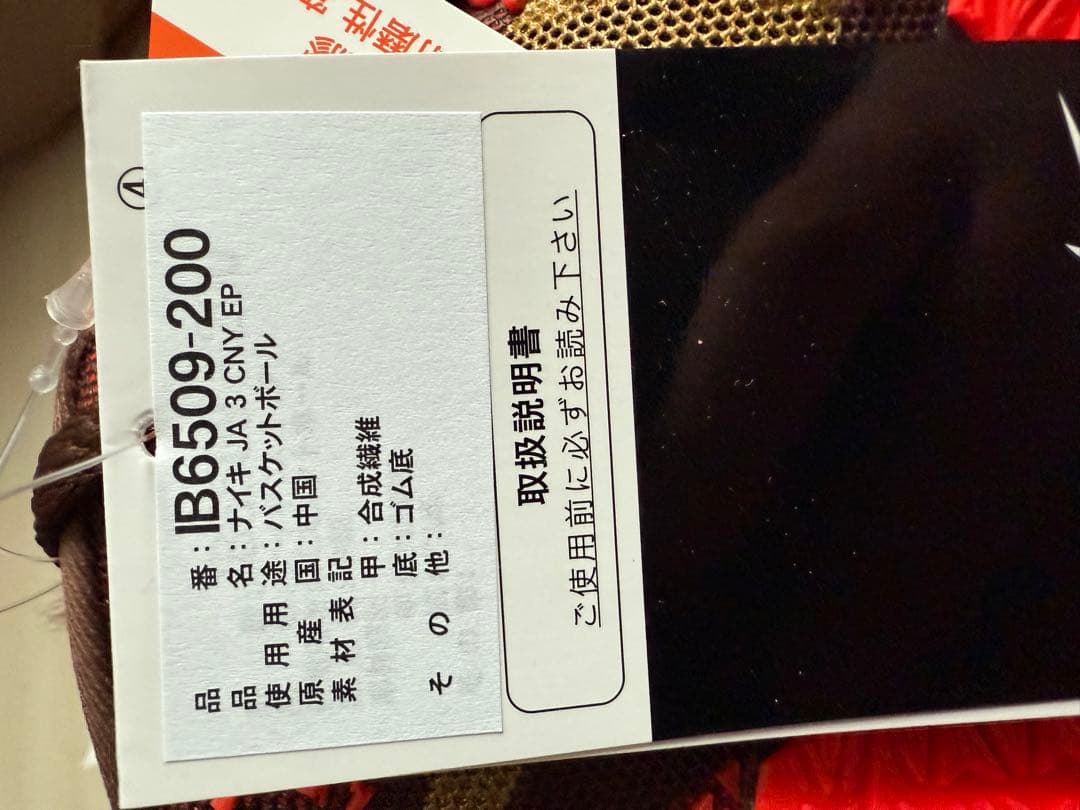 ④
品番：IB6509-200
品名：ナイキ JA 3 CNY EP
使用用途：バスケットボール
原産国：中国
素材表記
甲：合成繊維
底：ゴム底
その他：
取扱説明書
ご使用前に必ずお読み下さい